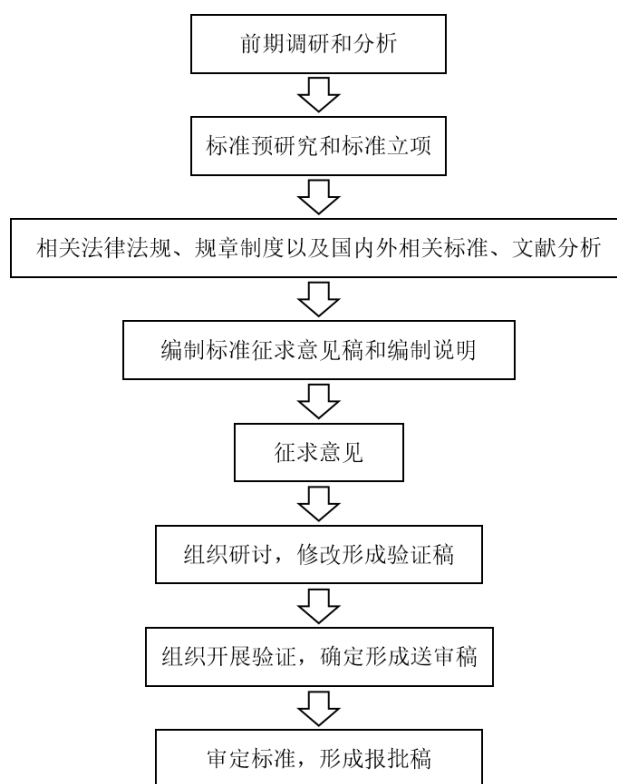 前期调研和分析
标准预研究和标准立项
相关法律法规、规章制度以及国内外相关标准、文献分析
编制标准征求意见稿和编制说明
征求意见
组织研讨，修改形成验证稿
组织开展验证，确定形成送审稿
审定标准，形成报批稿